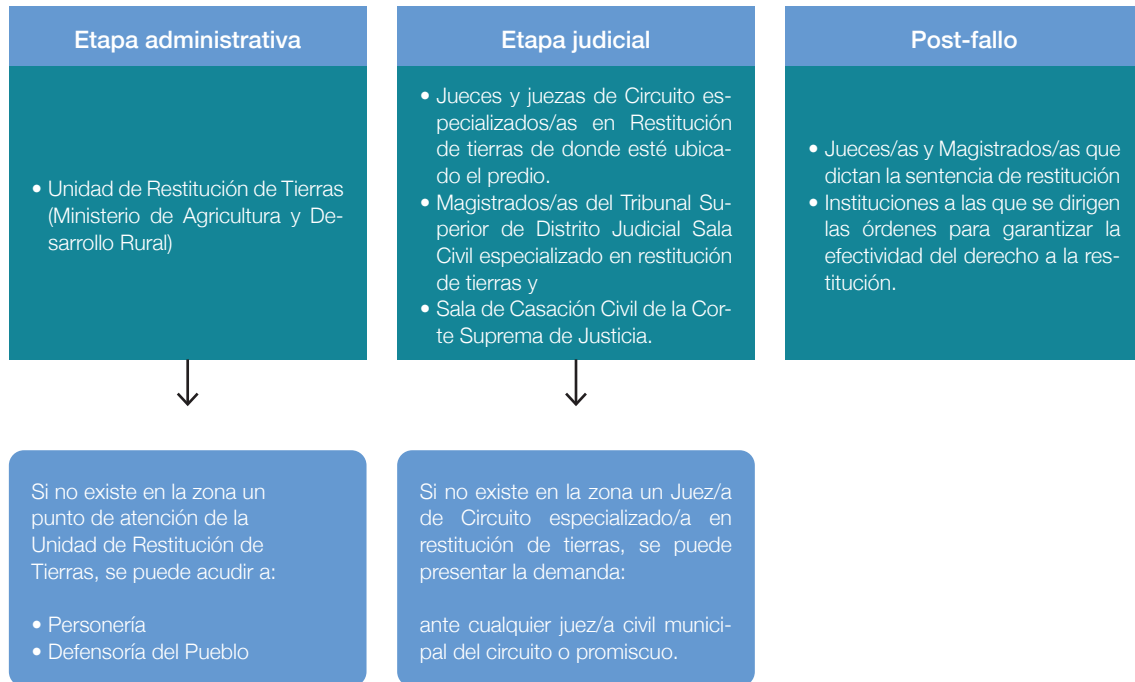 Etapa administrativa
• Unidad de Restitución de Tierras
(Ministerio de Agricultura y De-
sarrollo Rural)
Si no existe en la zona un
punto de atención de la
Unidad de Restitución de
Tierras, se puede acudir a:
• Personería
• Defensoría del Pueblo
Etapa judicial
• Jueces y juezas de Circuito es-
pecializados/as en Restitución
de tierras de donde esté ubica-
do el predio.
• Magistrados/as del Tribunal Su-
perior de Distrito Judicial Sala
Civil especializado en restitución
de tierras y
• Sala de Casación Civil de la Cor-
te Suprema de Justicia.
Si no existe en la zona un Juez/a
de Circuito especializado/a en
restitución de tierras, se puede
presentar la demanda:
ante cualquier juez/a civil munici-
pal del circuito o promiscuo.
Post-fallo
• Jueces/as y Magistrados/as que
dictan la sentencia de restitución
• Instituciones a las que se dirigen
las órdenes para garantizar la
efectividad del derecho a la res-
titución.